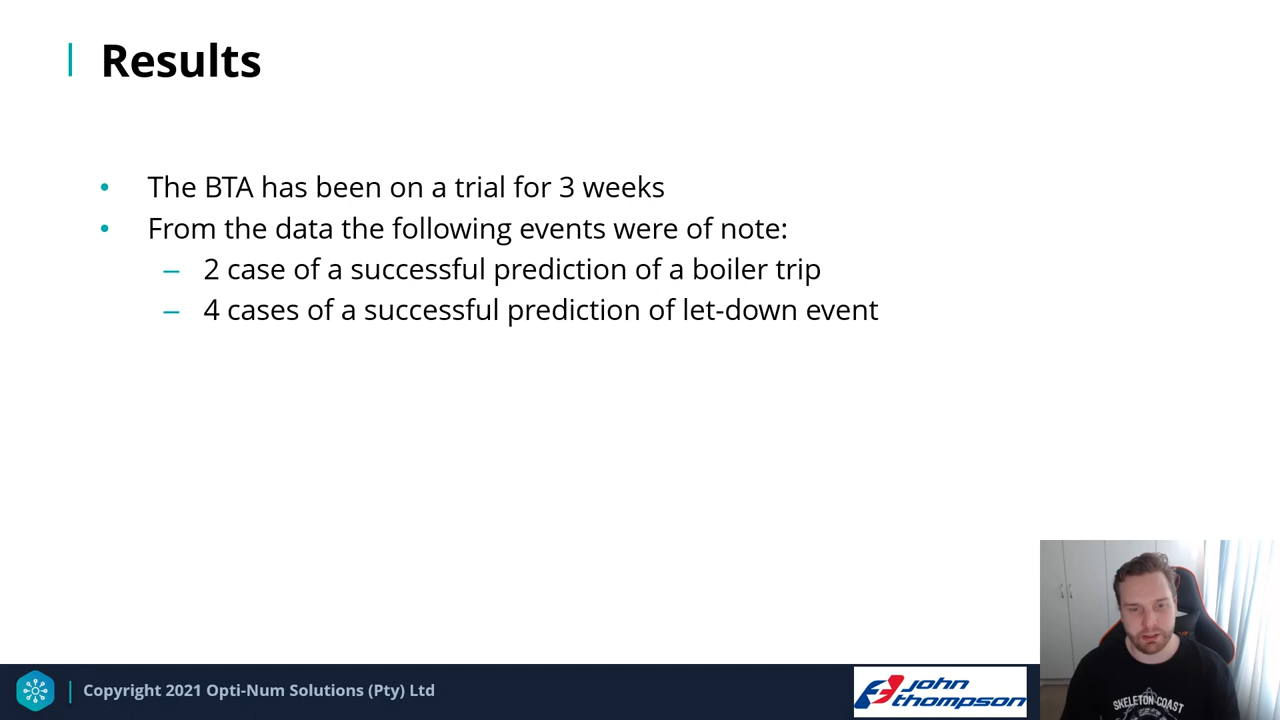 Results
The BTA has been on a trial for 3 weeks
From the data the following events were of note:
2 case of a successful prediction of a boiler trip
4 cases of a successful prediction of let-down event
Copyright 2021 Opti-Num Solutions (Pty) Ltd
john
thompson
SKELETON COAST